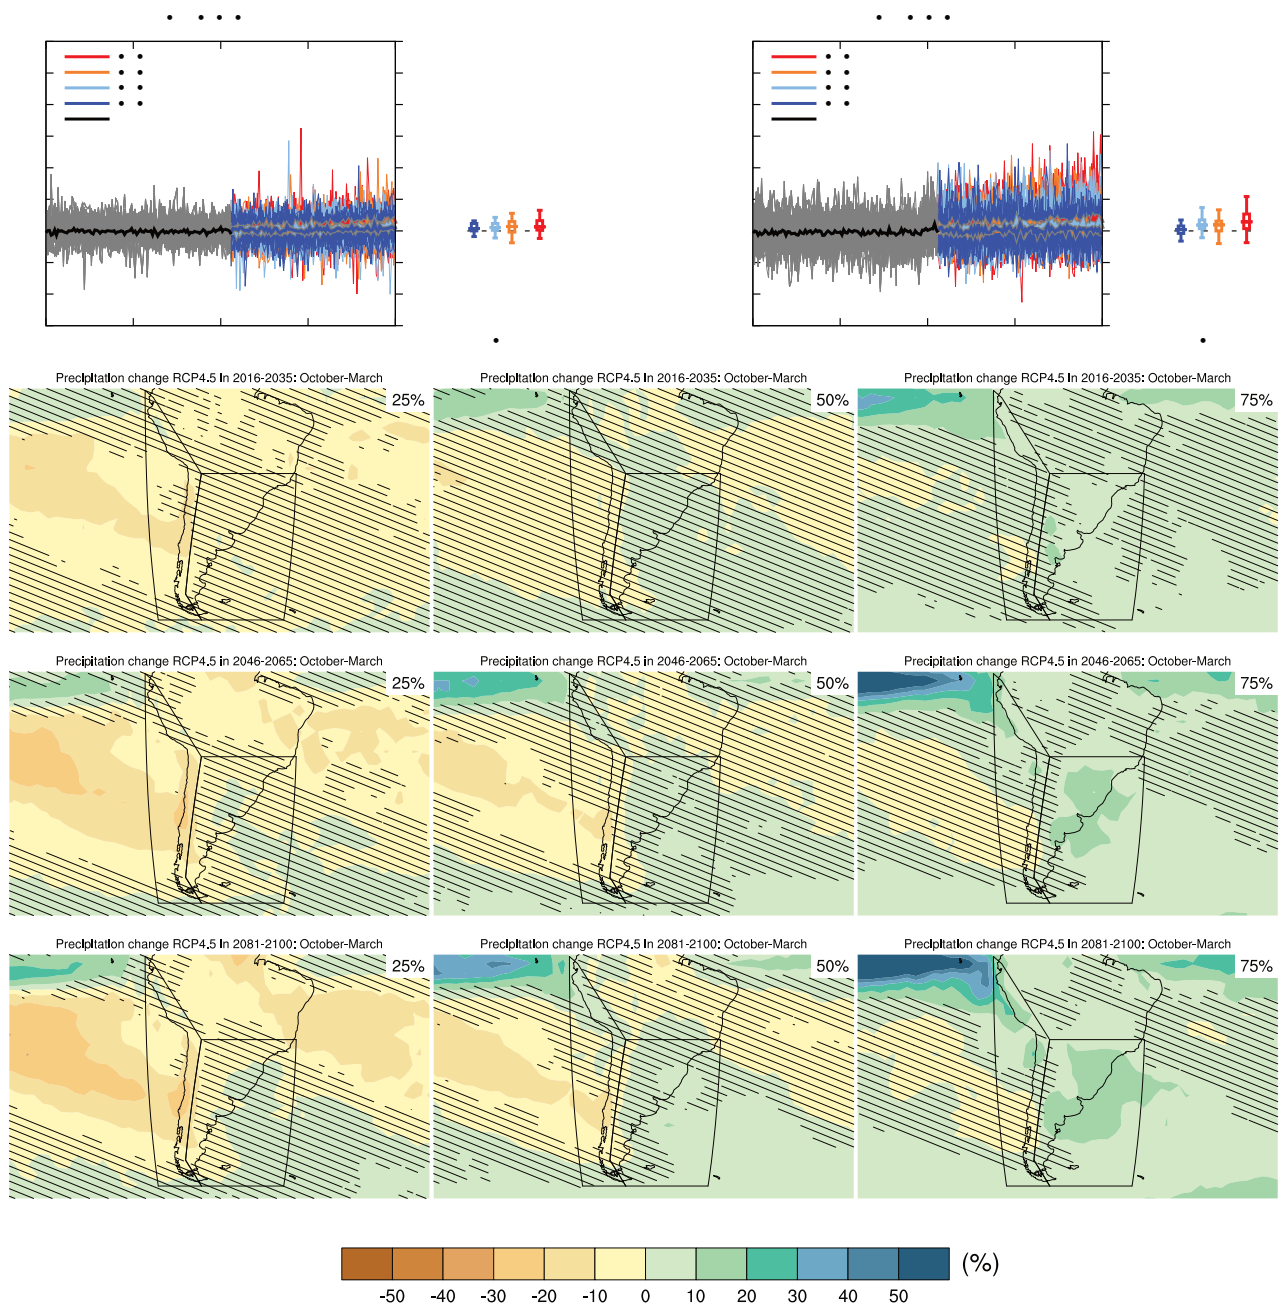 Precipitation change RCP4.5 in 2016-2035: October-March
25%
Precipitation change RCP4.5 in 2016-2035: October-March
50%
Precipitation change RCP4.5 in 2016-2035: October-March
75%
Precipitation change RCP4.5 in 2046-2065: October-March
25%
Precipitation change RCP4.5 in 2046-2065: October-March
50%
Precipitation change RCP4.5 in 2046-2065: October-March
75%
Precipitation change RCP4.5 in 2081-2100: October-March
25%
Precipitation change RCP4.5 in 2081-2100: October-March
50%
Precipitation change RCP4.5 in 2081-2100: October-March
75%
(%)
-50 -40 -30 -20 -10 0 10 20 30 40 50